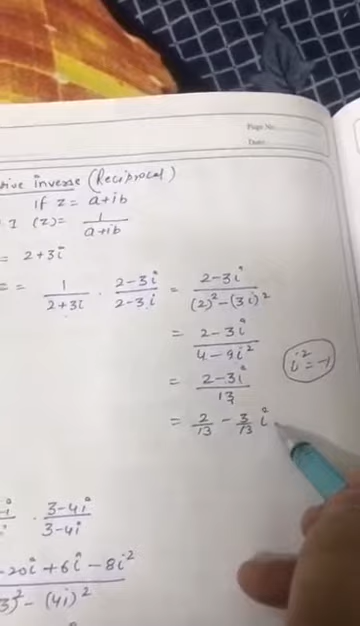 Page No.
Date:
tive inverse (Reciprocal)
If z = a+ib
(z) = 1/(a+ib)
= 2+3i
= 1/(2+3i) · (2-3i)/(2-3i) = (2-3i)/((2)²-(3i)²)
= (2-3i)/(4-9i²)
i²=-1
= (2-3i)/13
= 2/13 - 3/13 i
· (3-4i)/(3-4i)
-20i+6i-8i²
3)²-(4i)²